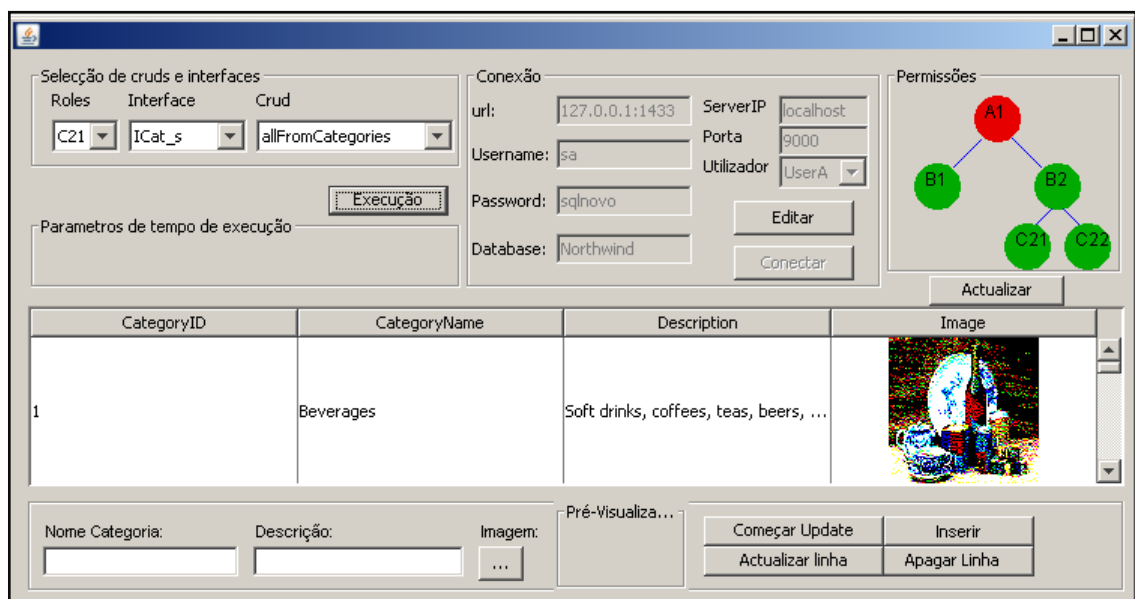 Selecção de cruds e interfaces
Roles Interface Crud
C21 ICat_s allFromCategories
Execução
Parametros de tempo de execução
Conexão
url: 127.0.0.1:1433 ServerIP localhost
Porta 9000
Username: sa Utilizador UserA
Password: sqlnovo
Editar
Database: Northwind
Conectar
Permissões
A1
B1 B2
C21 C22
Actualizar
CategoryID CategoryName Description Image
1 Beverages Soft drinks, coffees, teas, beers, ...
Nome Categoria: Descrição: Imagem:
...
Pré-Visualiza...
Começar Update Inserir
Actualizar linha Apagar Linha